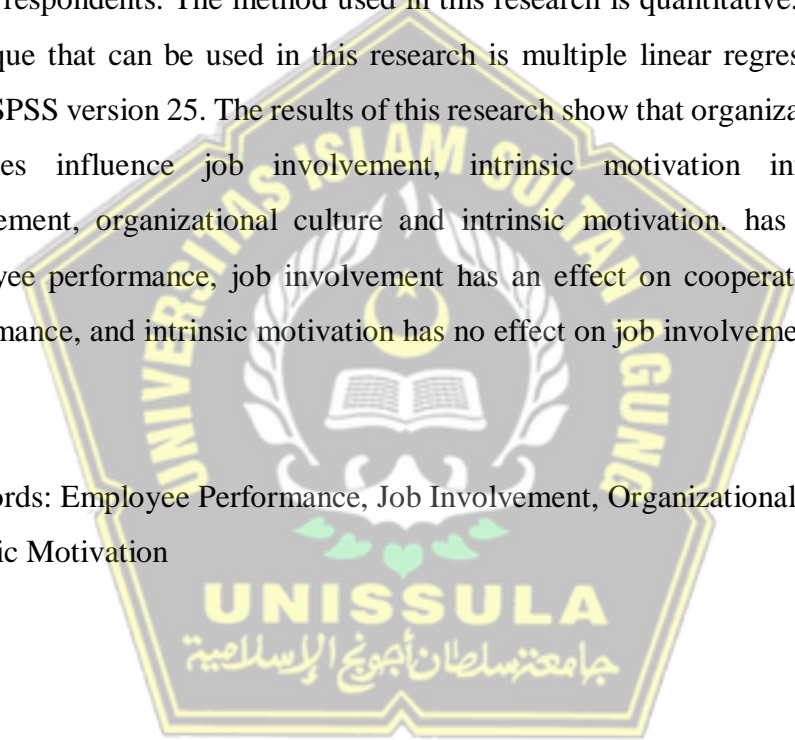 respondents. The method used in this research is quantitative.
que that can be used in this research is multiple linear regres
SPSS version 25. The results of this research show that organiza
es influence job involvement, intrinsic motivation in
ement, organizational culture and intrinsic motivation. has
yee performance, job involvement has an effect on cooperat
mance, and intrinsic motivation has no effect on job involveme
rds: Employee Performance, Job Involvement, Organizational
ic Motivation
UNIVERSITAS ISLAM SULTAN AGUNG
UNISSULA
جامعة سلطان أجونج الإسلامية